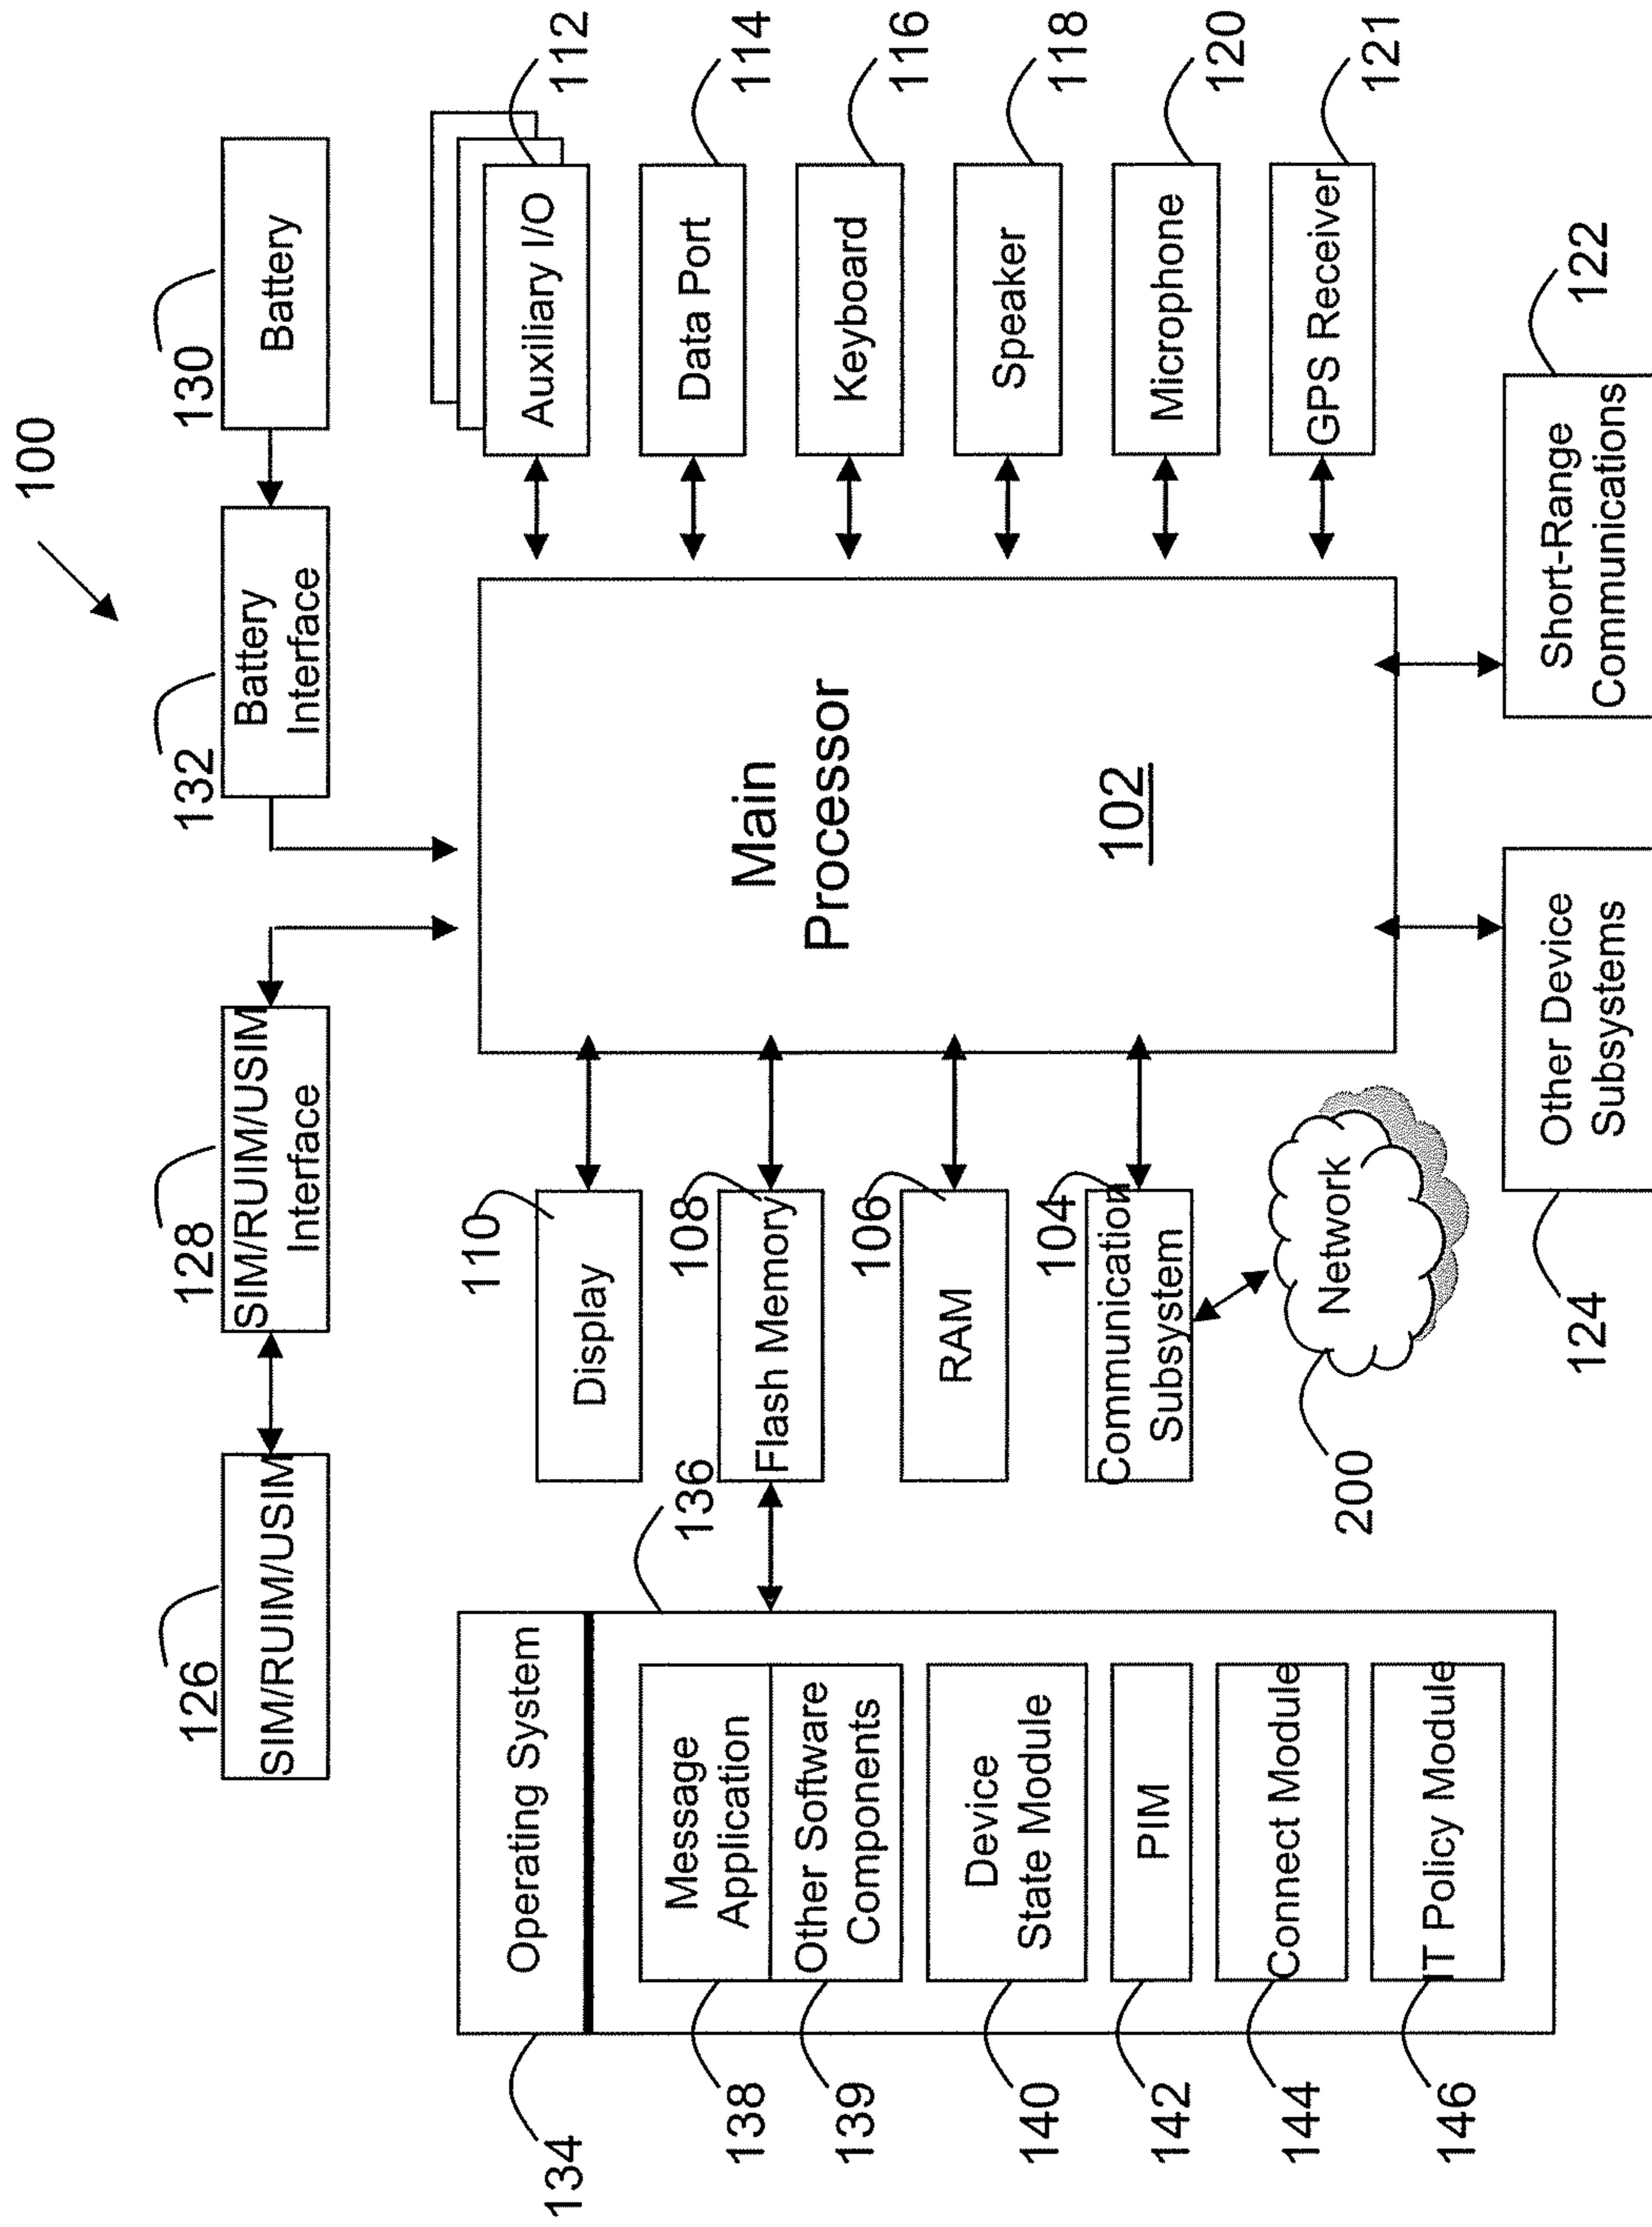 100
126
SIM/RUIM/USIM
128
SIM/RUIM/USIM
Interface
132
Battery
Interface
130
Battery
134
Operating System
136
138
Message
Application
139
Other Software
Components
140
Device
State Module
142
PIM
144
Connect Module
146
IT Policy Module
110
Display
108
Flash Memory
106
RAM
104
Communication
Subsystem
200
Network
Main
Processor
102
Auxiliary I/O
112
Data Port
114
Keyboard
116
Speaker
118
Microphone
120
GPS Receiver
121
124
Other Device
Subsystems
Short-Range
Communications
122